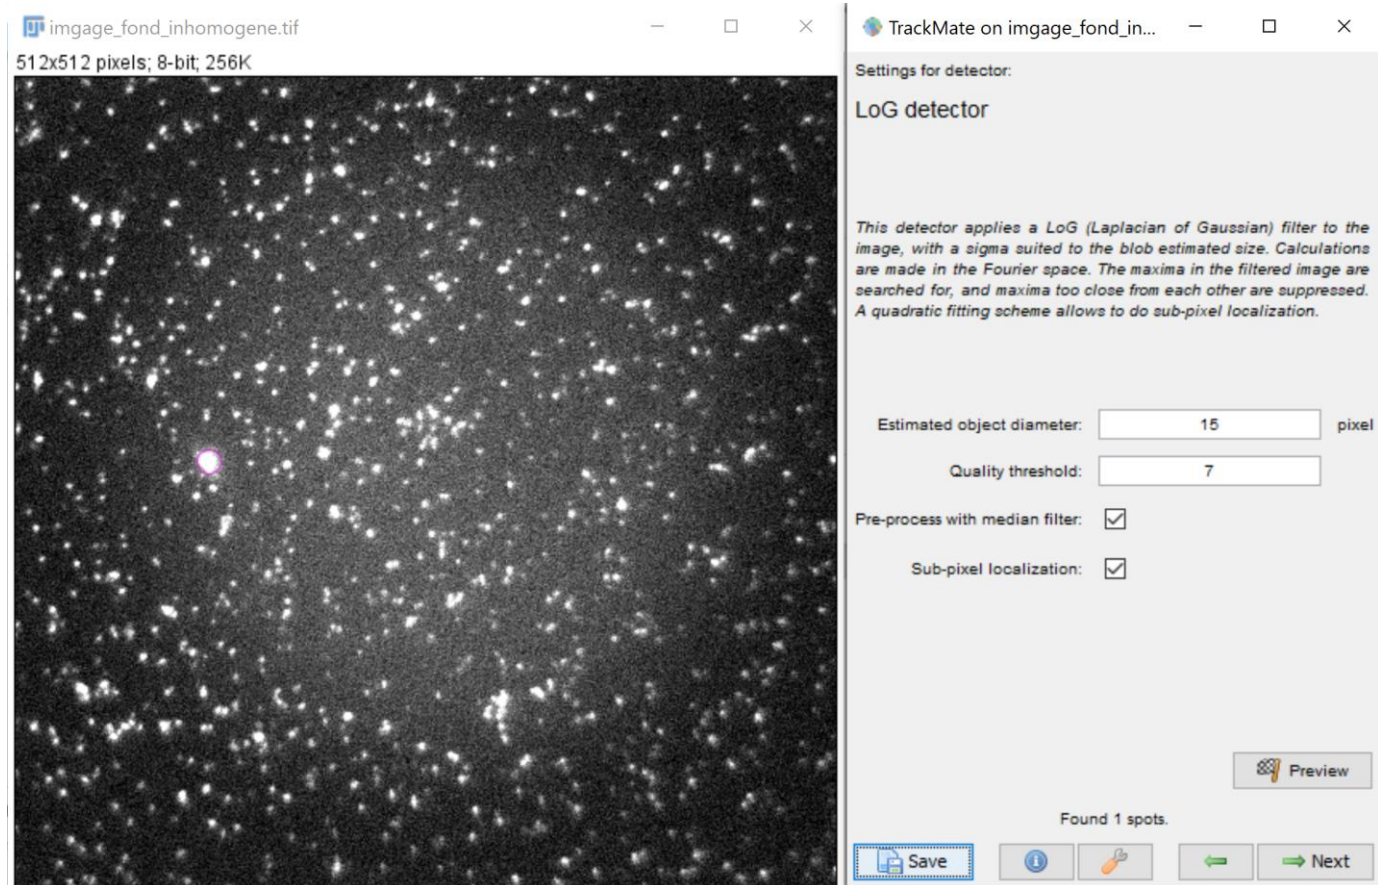 imgage_fond_inhomogene.tif
512x512 pixels; 8-bit; 256K
TrackMate on imgage_fond_in...
Settings for detector:
LoG detector
This detector applies a LoG (Laplacian of Gaussian) filter to the
image, with a sigma suited to the blob estimated size. Calculations
are made in the Fourier space. The maxima in the filtered image are
searched for, and maxima too close from each other are suppressed.
A quadratic fitting scheme allows to do sub-pixel localization.
Estimated object diameter: 15 pixel
Quality threshold: 7
Pre-process with median filter:
Sub-pixel localization:
Preview
Found 1 spots.
Save Next